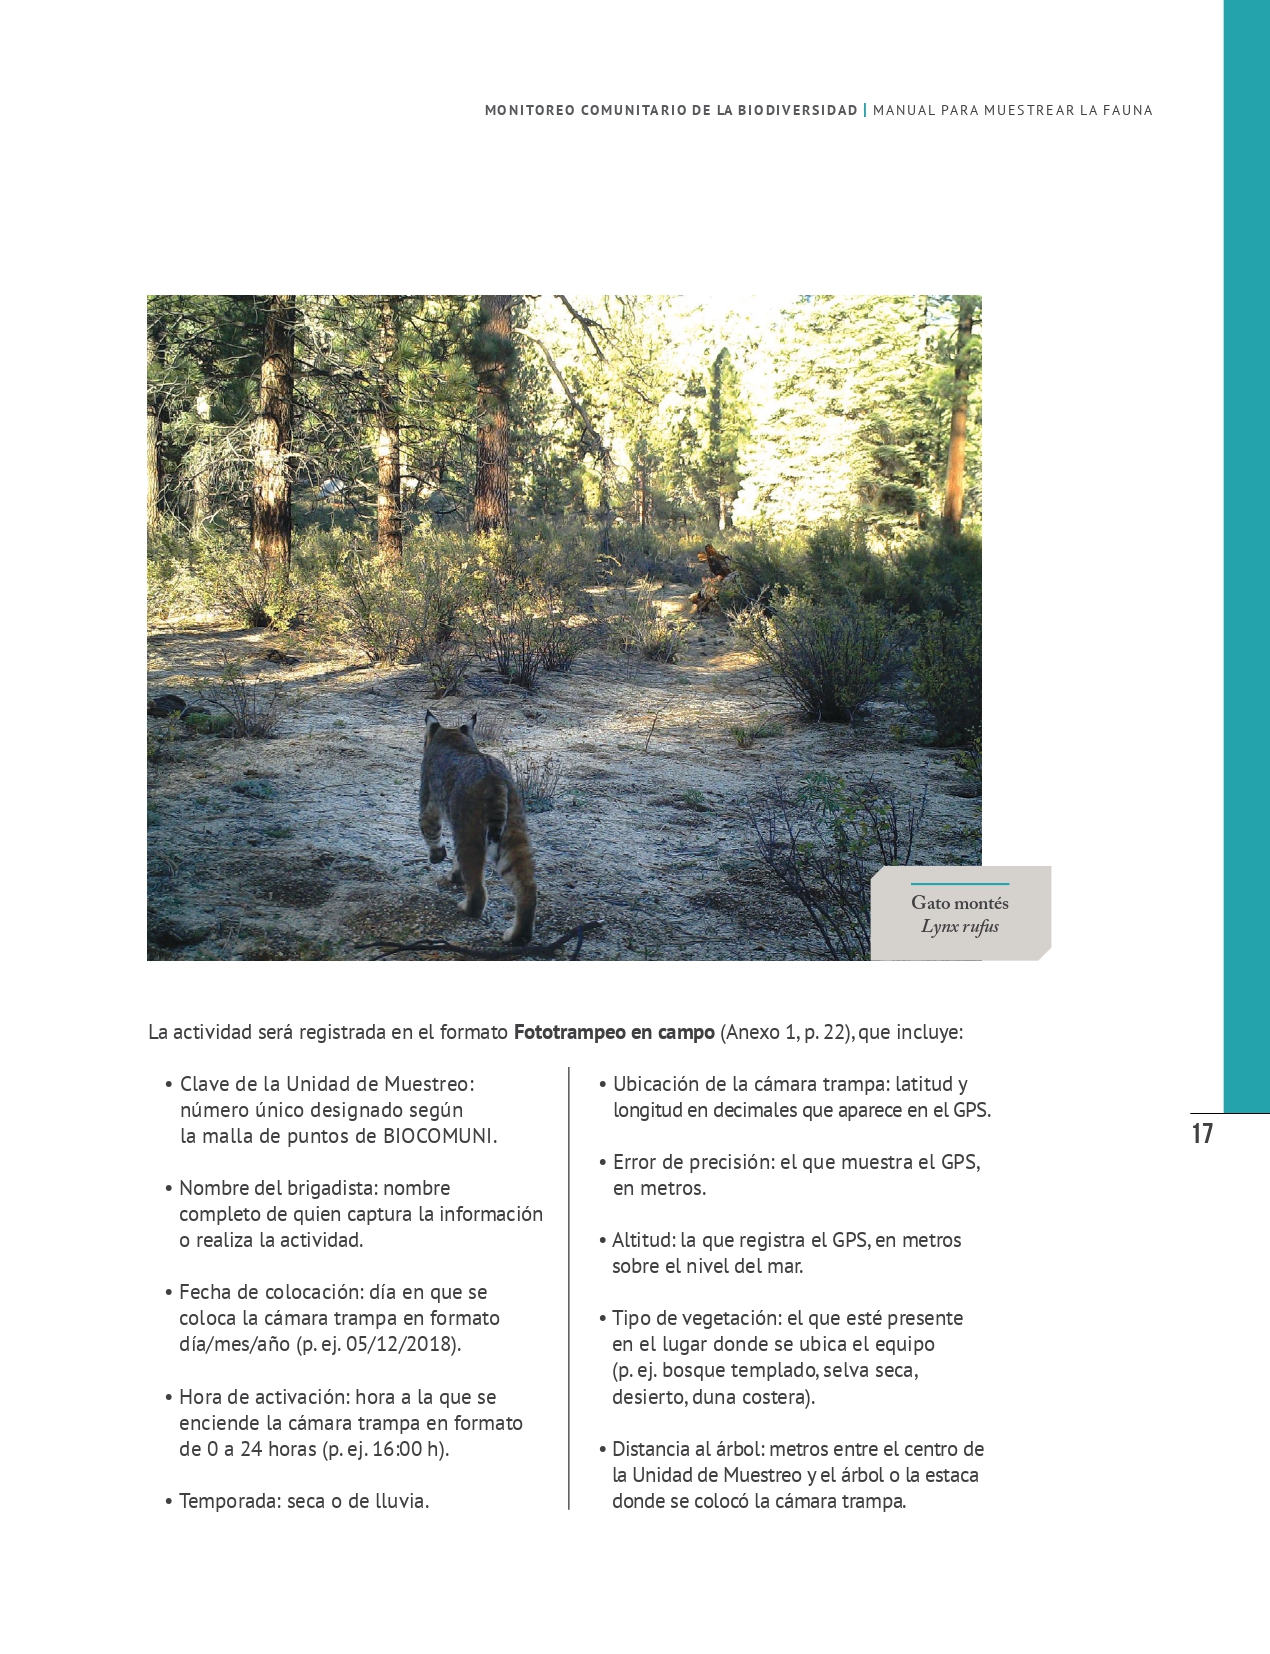 MONITOREO COMUNITARIO DE LA BIODIVERSIDAD | MANUAL PARA MUESTREAR LA FAUNA
Gato montés
Lynx rufus
La actividad será registrada en el formato Fototrampeo en campo (Anexo 1, p. 22), que incluye:
• Clave de la Unidad de Muestreo:
número único designado según
la malla de puntos de BIOCOMUNI.
• Nombre del brigadista: nombre
completo de quien captura la información
o realiza la actividad.
• Fecha de colocación: día en que se
coloca la cámara trampa en formato
día/mes/año (p. ej. 05/12/2018).
• Hora de activación: hora a la que se
enciende la cámara trampa en formato
de 0 a 24 horas (p. ej. 16:00 h).
• Temporada: seca o de lluvia.
• Ubicación de la cámara trampa: latitud y
longitud en decimales que aparece en el GPS.
• Error de precisión: el que muestra el GPS,
en metros.
• Altitud: la que registra el GPS, en metros
sobre el nivel del mar.
• Tipo de vegetación: el que esté presente
en el lugar donde se ubica el equipo
(p. ej. bosque templado, selva seca,
desierto, duna costera).
• Distancia al árbol: metros entre el centro de
la Unidad de Muestreo y el árbol o la estaca
donde se colocó la cámara trampa.
17